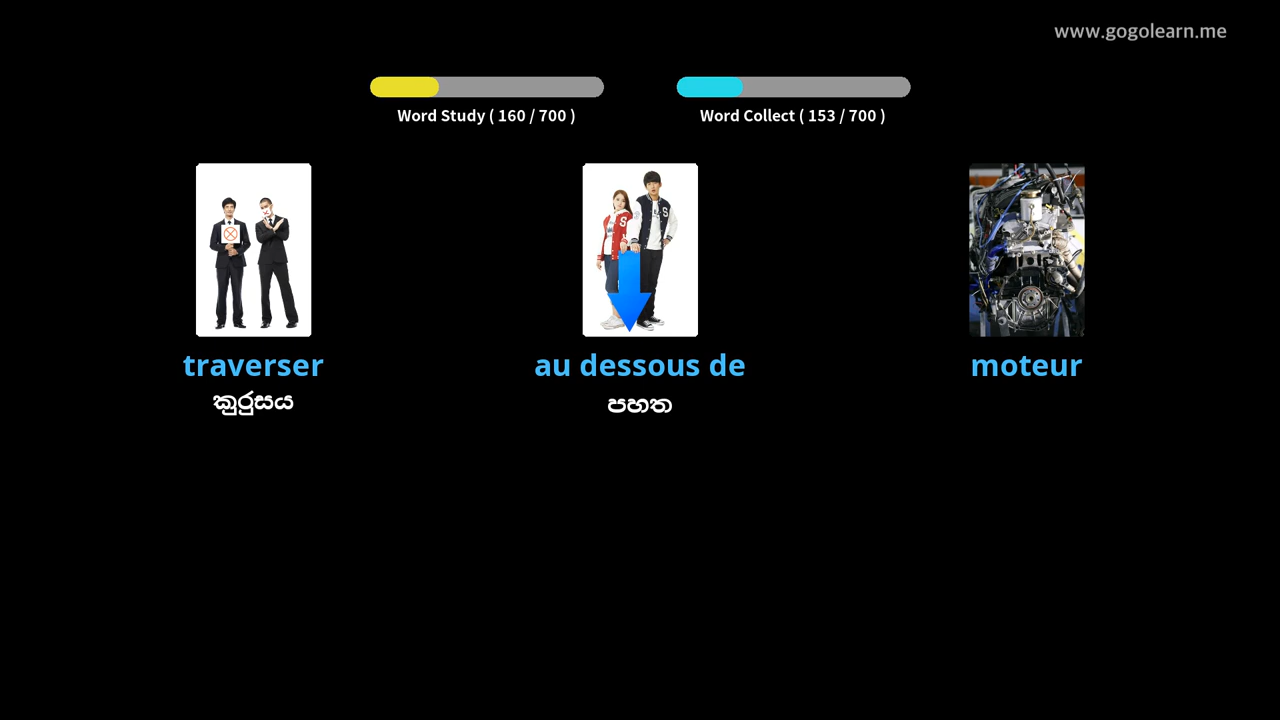 www.gogolearn.me
Word Study ( 160 / 700 )
Word Collect ( 153 / 700 )
traverser
කුරුසය
au dessous de
පහත
moteur